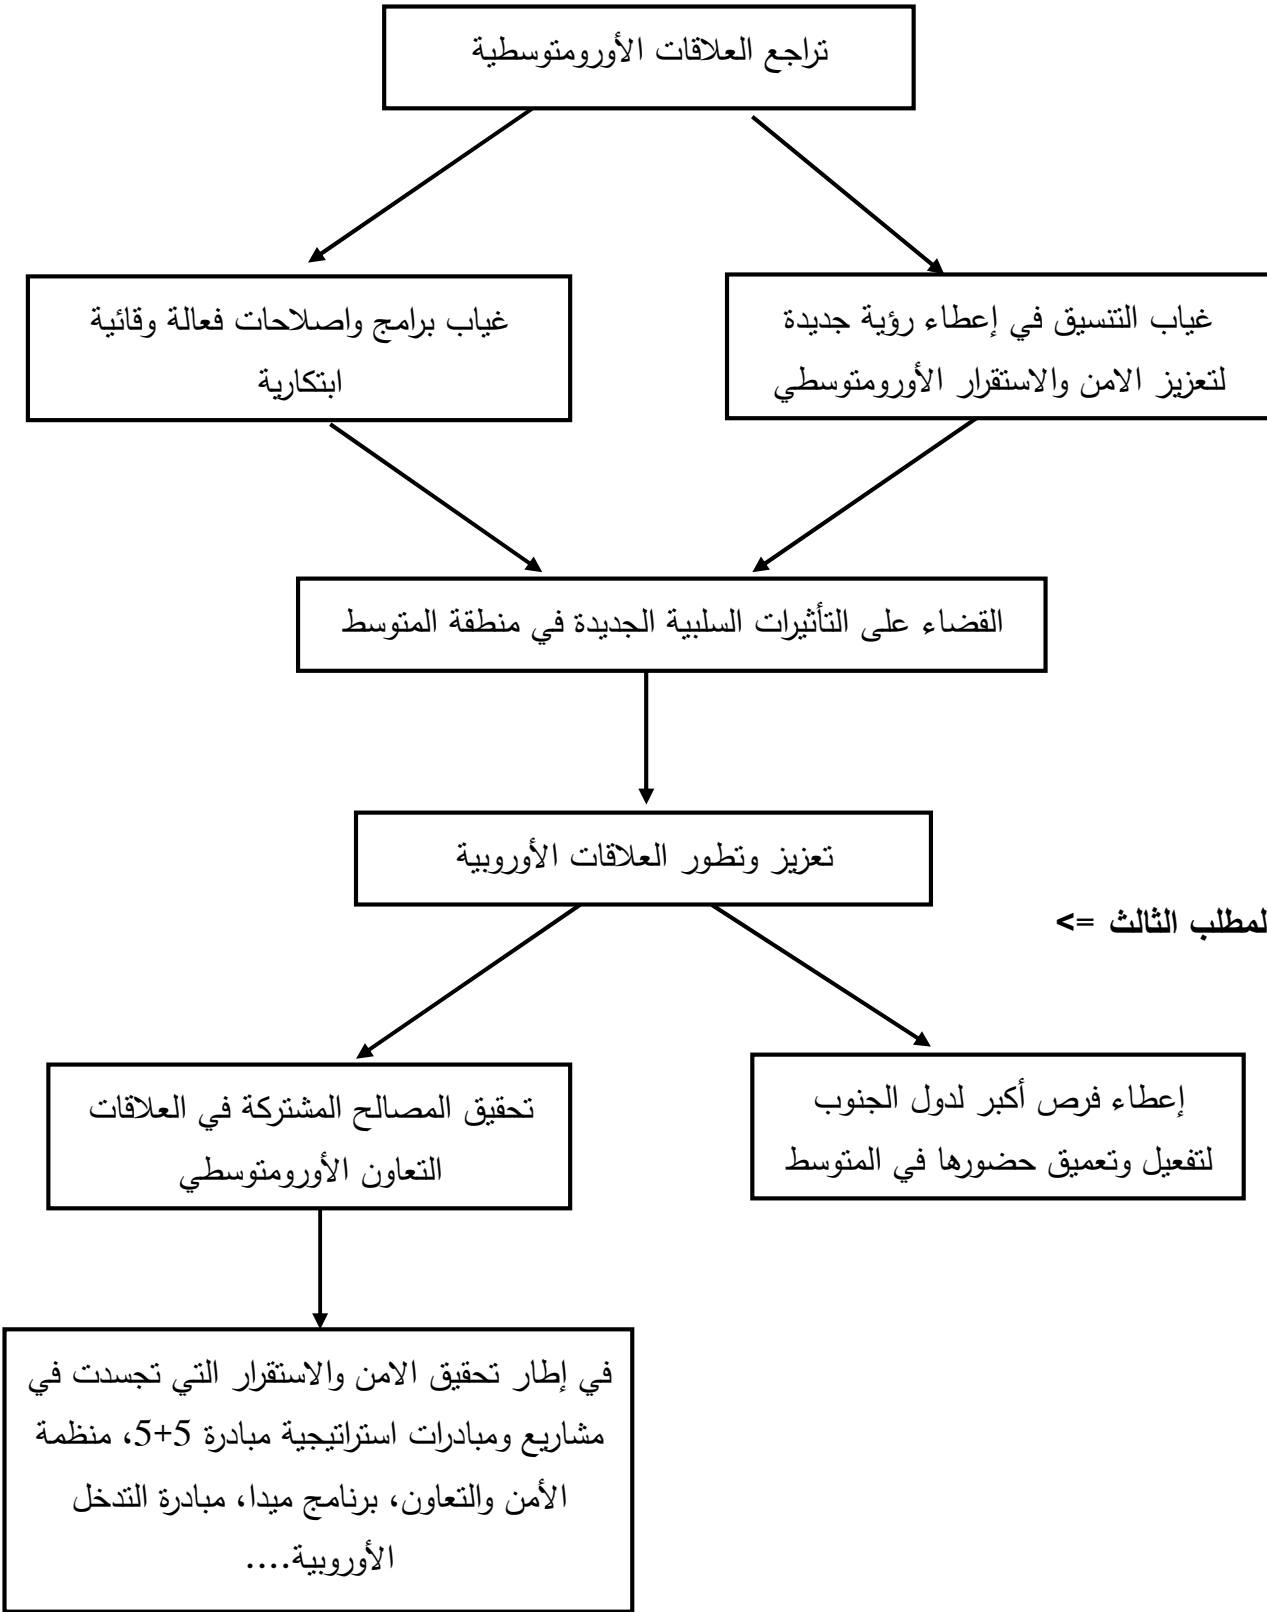 تراجع العلاقات الأورومتوسطية
غياب التنسيق في إعطاء رؤية جديدة
لتعزيز الامن والاستقرار الأورومتوسطي
غياب برامج واصلاحات فعالة وقائية
ابتكارية
القضاء على التأثيرات السلبية الجديدة في منطقة المتوسط
تعزيز وتطور العلاقات الأوروبية
لمطلب الثالث =>
إعطاء فرص أكبر لدول الجنوب
لتفعيل وتعميق حضورها في المتوسط
تحقيق المصالح المشتركة في العلاقات
التعاون الأورومتوسطي
في إطار تحقيق الامن والاستقرار التي تجسدت في
مشاريع ومبادرات استراتيجية مبادرة 5+5، منظمة
الأمن والتعاون، برنامج ميدا، مبادرة التدخل
الأوروبية....